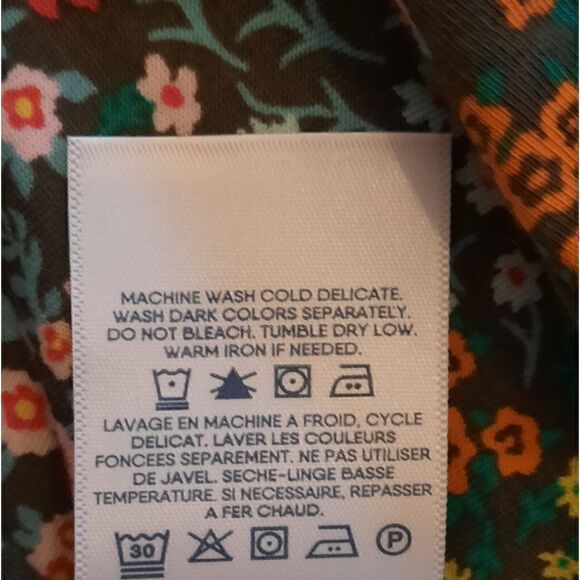 MACHINE WASH COLD DELICATE.
WASH DARK COLORS SEPARATELY.
DO NOT BLEACH. TUMBLE DRY LOW.
WARM IRON IF NEEDED.
LAVAGE EN MACHINE A FROID, CYCLE
DELICAT. LAVER LES COULEURS
FONCEES SEPAREMENT. NE PAS UTILISER
DE JAVEL. SECHE-LINGE BASSE
TEMPERATURE. SI NECESSAIRE, REPASSER
A FER CHAUD.
30 P